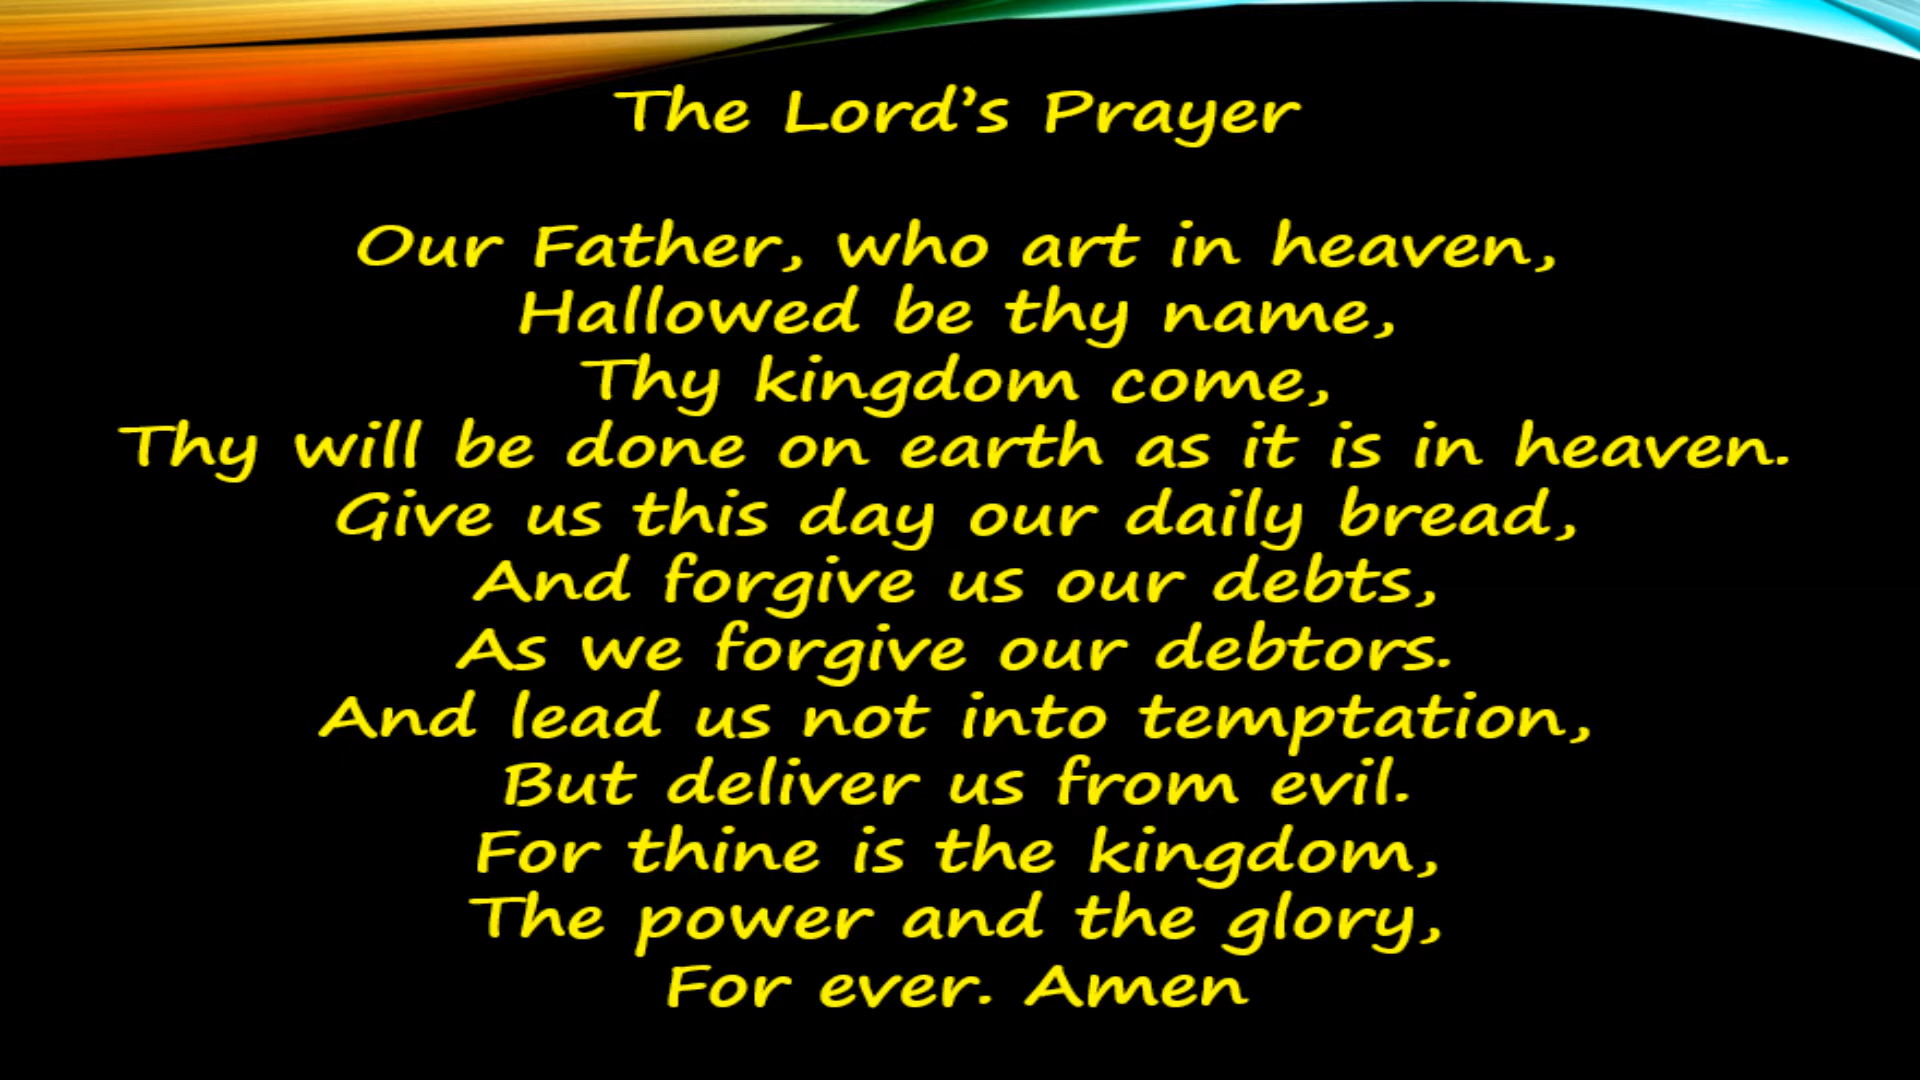 The Lord’s Prayer
Our Father, who art in heaven,
Hallowed be thy name,
Thy kingdom come,
Thy will be done on earth as it is in heaven.
Give us this day our daily bread,
And forgive us our debts,
As we forgive our debtors.
And lead us not into temptation,
But deliver us from evil.
For thine is the kingdom,
The power and the glory,
For ever. Amen